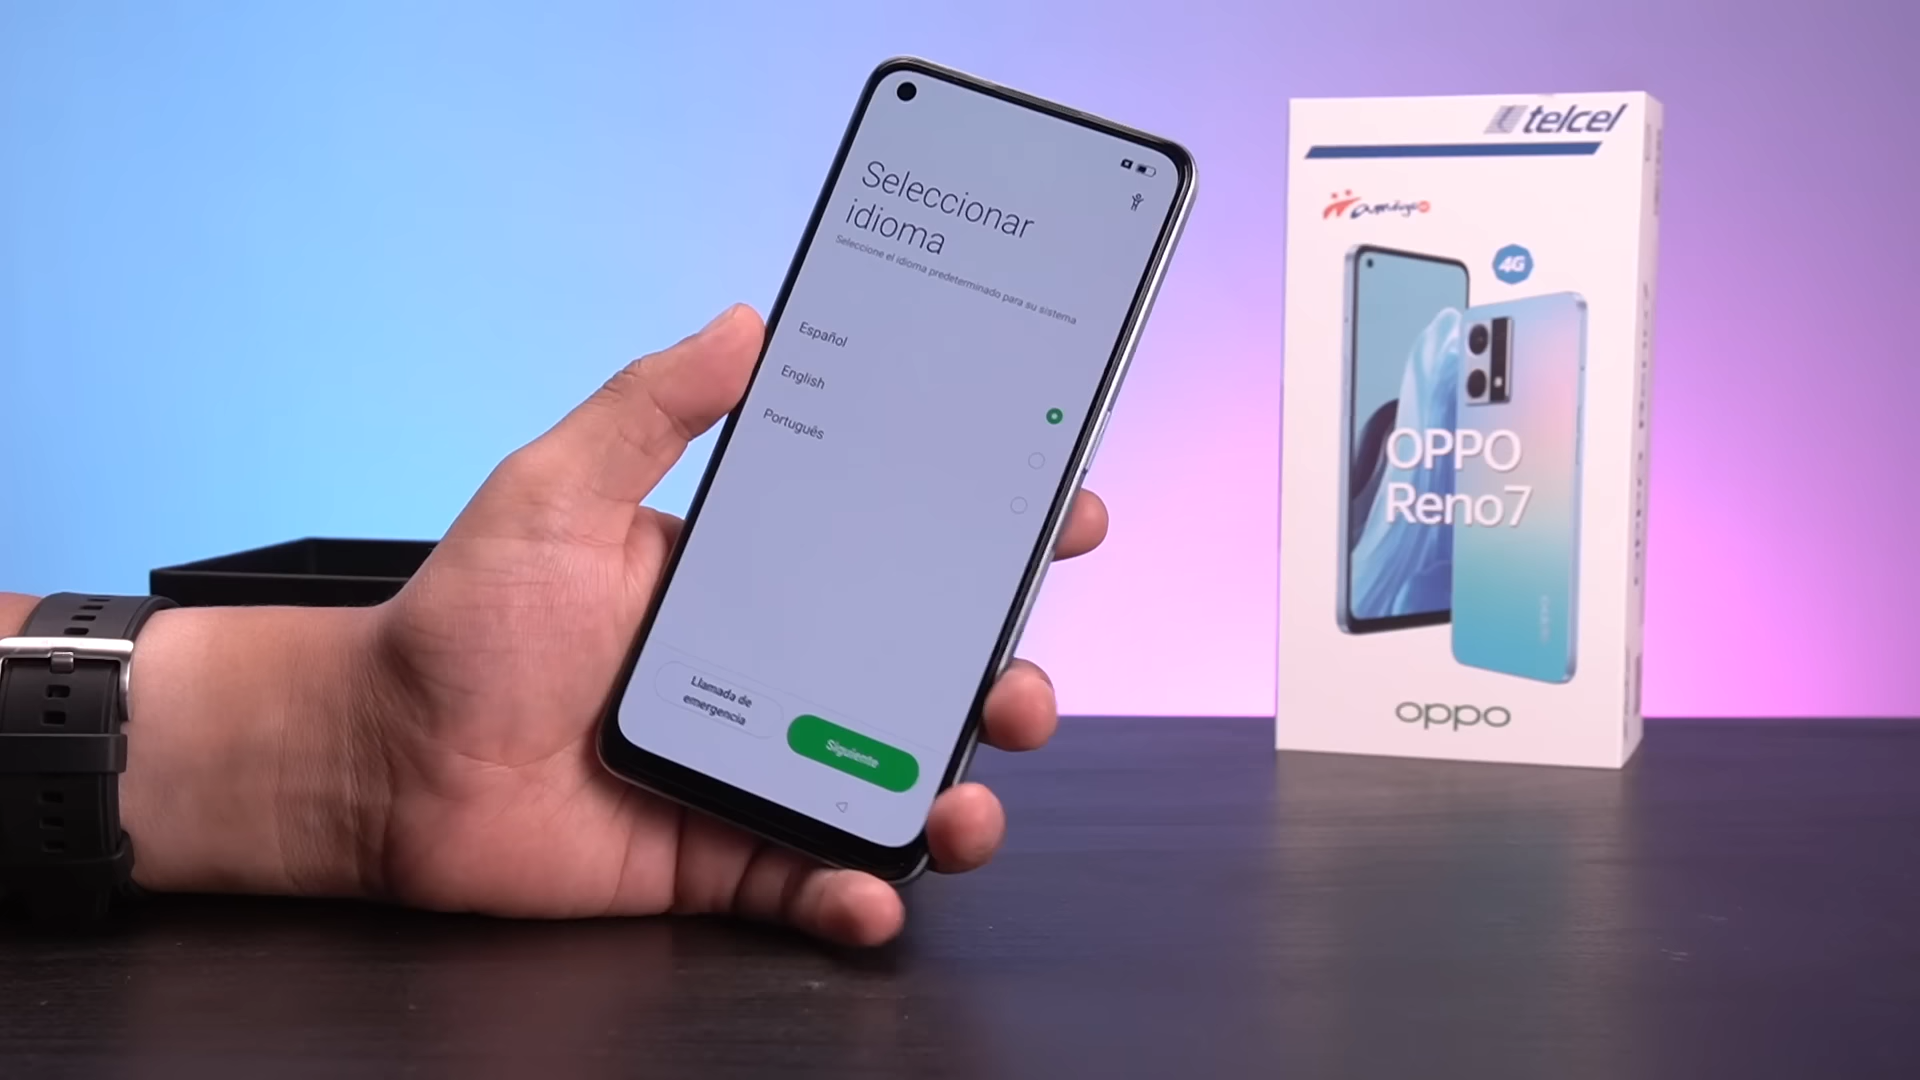 Seleccionar
idioma
Seleccione el idioma predeterminado para su sistema
Español
English
Português
Llamada de
emergencia
Siguiente
telcel
amigo
4G
OPPO
Reno7
oppo